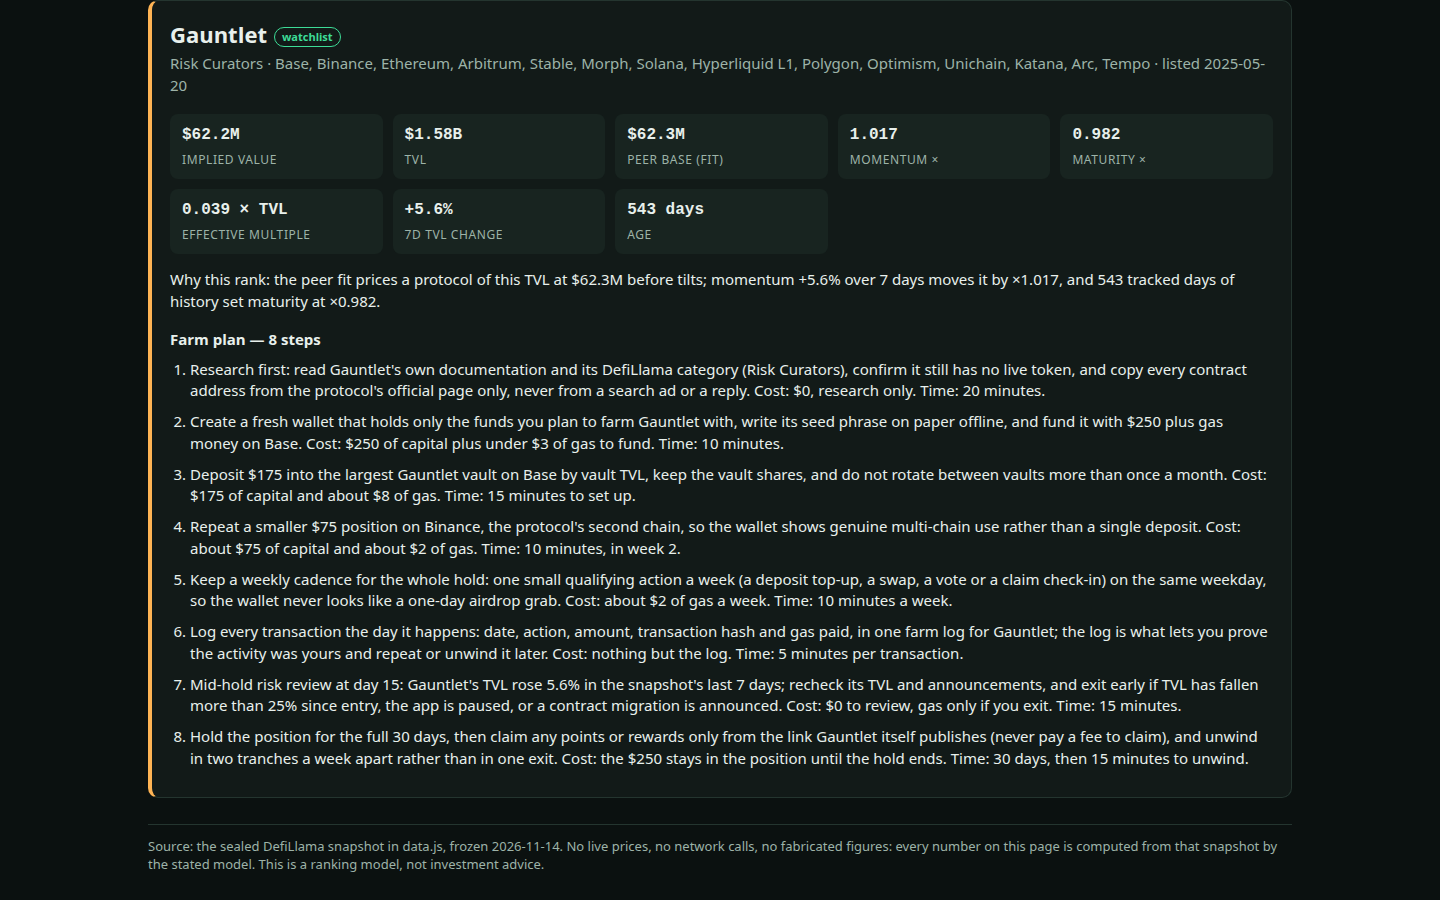 Gauntlet watchlist
Risk Curators · Base, Binance, Ethereum, Arbitrum, Stable, Morph, Solana, Hyperliquid L1, Polygon, Optimism, Unichain, Katana, Arc, Tempo · listed 2025-05-
20
$62.2M
IMPLIED VALUE
$1.58B
TVL
$62.3M
PEER BASE (FIT)
1.017
MOMENTUM ×
0.982
MATURITY ×
0.039 × TVL
EFFECTIVE MULTIPLE
+5.6%
7D TVL CHANGE
543 days
AGE
Why this rank: the peer fit prices a protocol of this TVL at $62.3M before tilts; momentum +5.6% over 7 days moves it by ×1.017, and 543 tracked days of
history set maturity at ×0.982.
Farm plan — 8 steps
1. Research first: read Gauntlet's own documentation and its DefiLlama category (Risk Curators), confirm it still has no live token, and copy every contract
address from the protocol's official page only, never from a search ad or a reply. Cost: $0, research only. Time: 20 minutes.
2. Create a fresh wallet that holds only the funds you plan to farm Gauntlet with, write its seed phrase on paper offline, and fund it with $250 plus gas
money on Base. Cost: $250 of capital plus under $3 of gas to fund. Time: 10 minutes.
3. Deposit $175 into the largest Gauntlet vault on Base by vault TVL, keep the vault shares, and do not rotate between vaults more than once a month. Cost:
$175 of capital and about $8 of gas. Time: 15 minutes to set up.
4. Repeat a smaller $75 position on Binance, the protocol's second chain, so the wallet shows genuine multi-chain use rather than a single deposit. Cost:
about $75 of capital and about $2 of gas. Time: 10 minutes, in week 2.
5. Keep a weekly cadence for the whole hold: one small qualifying action a week (a deposit top-up, a swap, a vote or a claim check-in) on the same weekday,
so the wallet never looks like a one-day airdrop grab. Cost: about $2 of gas a week. Time: 10 minutes a week.
6. Log every transaction the day it happens: date, action, amount, transaction hash and gas paid, in one farm log for Gauntlet; the log is what lets you prove
the activity was yours and repeat or unwind it later. Cost: nothing but the log. Time: 5 minutes per transaction.
7. Mid-hold risk review at day 15: Gauntlet's TVL rose 5.6% in the snapshot's last 7 days; recheck its TVL and announcements, and exit early if TVL has fallen
more than 25% since entry, the app is paused, or a contract migration is announced. Cost: $0 to review, gas only if you exit. Time: 15 minutes.
8. Hold the position for the full 30 days, then claim any points or rewards only from the link Gauntlet itself publishes (never pay a fee to claim), and unwind
in two tranches a week apart rather than in one exit. Cost: the $250 stays in the position until the hold ends. Time: 30 days, then 15 minutes to unwind.
Source: the sealed DefiLlama snapshot in data.js, frozen 2026-11-14. No live prices, no network calls, no fabricated figures: every number on this page is computed from that snapshot by
the stated model. This is a ranking model, not investment advice.